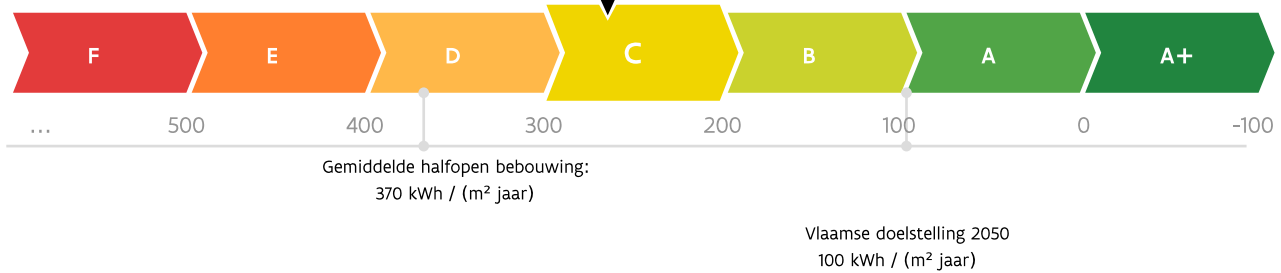 F E D C B A A+
... 500 400 300 200 100 0 -100
Gemiddelde halfopen bebouwing:
370 kWh / (m² jaar)
Vlaamse doelstelling 2050
100 kWh / (m² jaar)